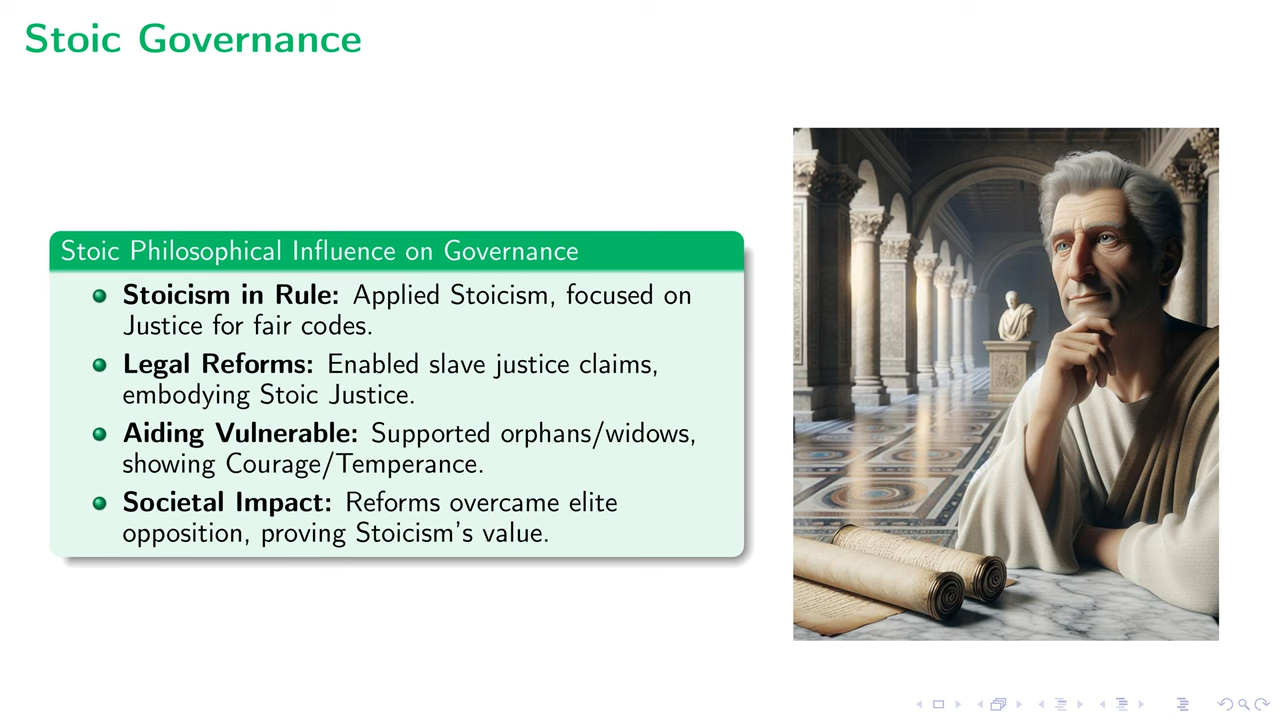 Stoic Governance
Stoic Philosophical Influence on Governance
Stoicism in Rule: Applied Stoicism, focused on
Justice for fair codes.
Legal Reforms: Enabled slave justice claims,
embodying Stoic Justice.
Aiding Vulnerable: Supported orphans/widows,
showing Courage/Temperance.
Societal Impact: Reforms overcame elite
opposition, proving Stoicism's value.